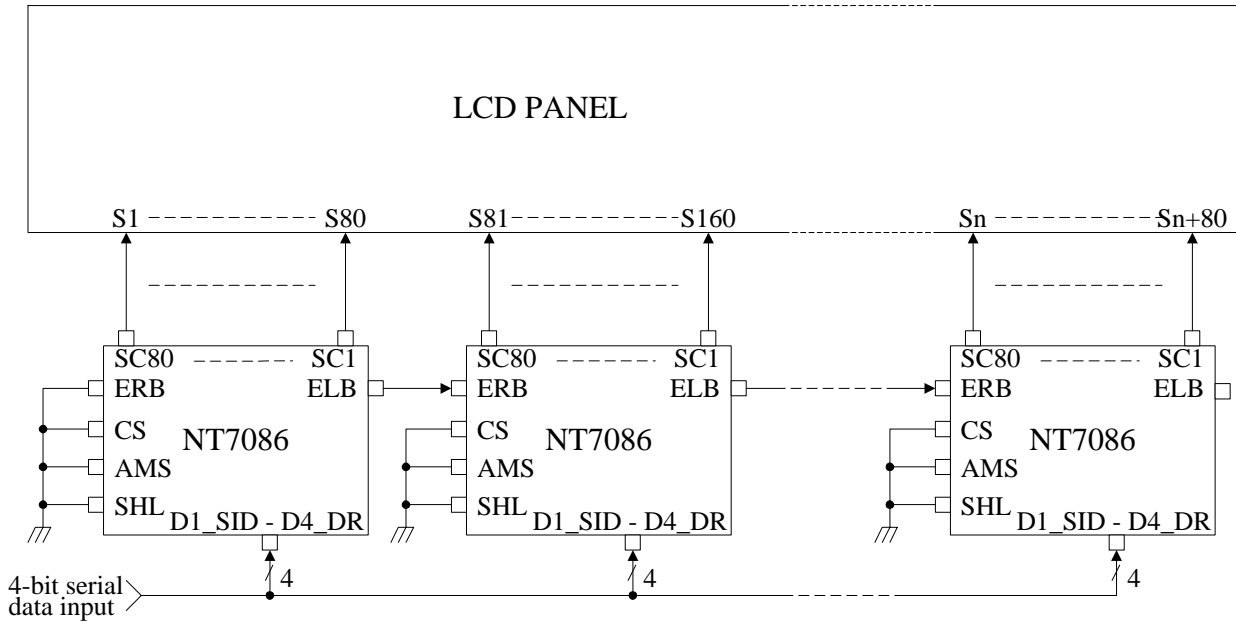 LCD PANEL
S1 S80 S81 S160 Sn Sn+80
SC80 SC1 SC80 SC1 SC80 SC1
ERB ELB ERB ELB ERB ELB
CS NT7086 CS NT7086 CS NT7086
AMS AMS AMS
SHL SHL SHL
D1_SID - D4_DR D1_SID - D4_DR D1_SID - D4_DR
4-bit serial 4 4 4
data input